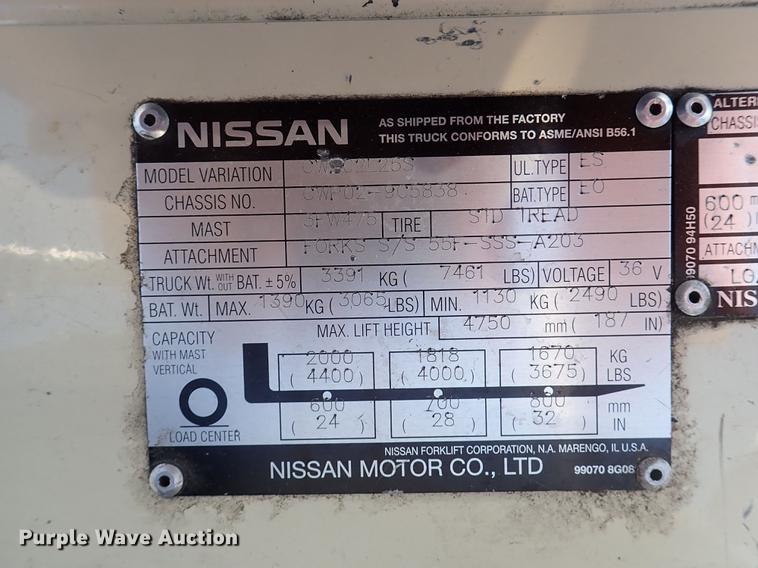 NISSAN
AS SHIPPED FROM THE FACTORY
THIS TRUCK CONFORMS TO ASME/ANSI B56.1
MODEL VARIATION UL.TYPE ES
CHASSIS NO. CWP02-9C5838 BAT.TYPE EO
MAST 3FW475 TIRE STD TREAD
ATTACHMENT FORKS S/S 55F-SSS-A203
TRUCK Wt. WITH OUT BAT. ±5% 3391 KG ( 7461 LBS) VOLTAGE 36 V
BAT. Wt. MAX. 1390 KG (3065 LBS) MIN. 1130 KG (2490 LBS)
MAX. LIFT HEIGHT 4750 mm (187 IN)
CAPACITY
WITH MAST
VERTICAL
2000 1818 1670 KG
(4400) (4000) (3675) LBS
600 700 800 mm
(24) (28) (32) IN
LOAD CENTER
NISSAN FORKLIFT CORPORATION, N.A. MARENGO, IL U.S.A.
NISSAN MOTOR CO., LTD 99070 8G08
99070 94H50
ALTER
CHASSIS
600 m
(24)
ATTACHM
LO
NIS
Purple Wave Auction